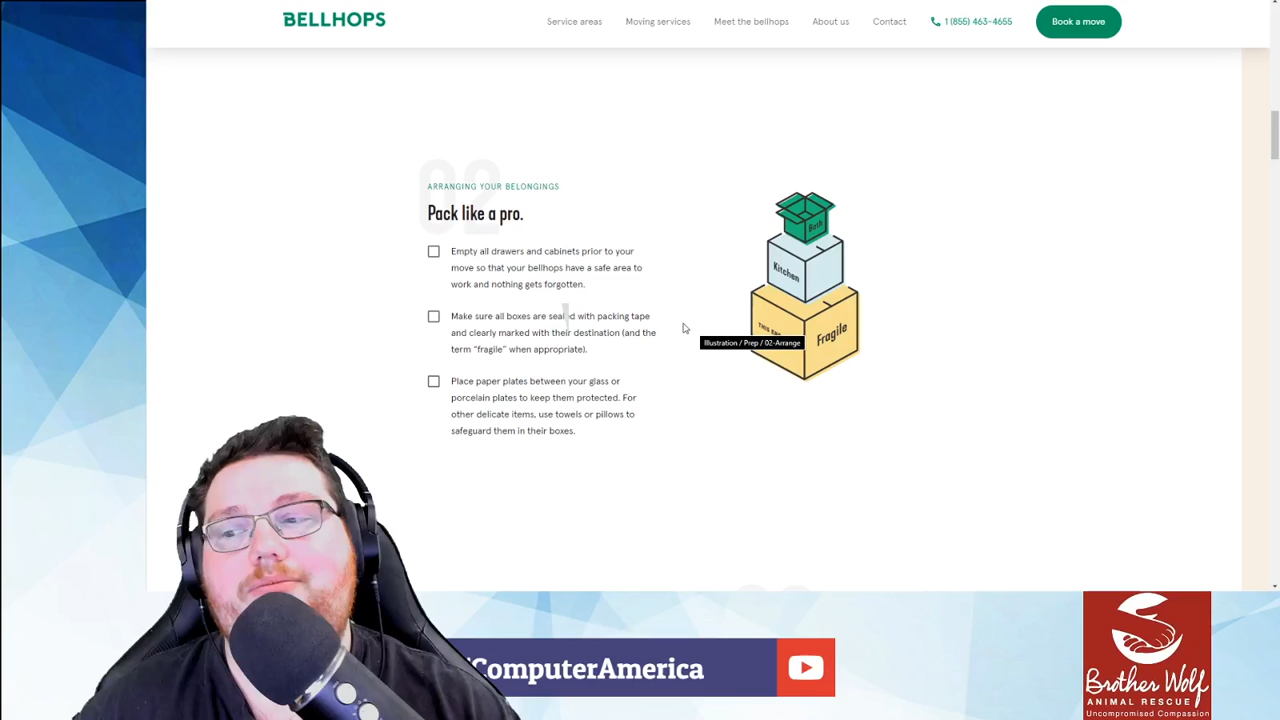 BELLHOPS
Service areas
Moving services
Meet the bellhops
About us
Contact
1 (855) 463-4655
Book a move
02
ARRANGING YOUR BELONGINGS
Pack like a pro.
Empty all drawers and cabinets prior to your
move so that your bellhops have a safe area to
work and nothing gets forgotten.
Make sure all boxes are sealed with packing tape
and clearly marked with their destination (and the
term “fragile” when appropriate).
Place paper plates between your glass or
porcelain plates to keep them protected. For
other delicate items, use towels or pillows to
safeguard them in their boxes.
Bath
Kitchen
THIS END
Fragile
Illustration / Prep / 02-Arrange
ComputerAmerica
Brother Wolf
ANIMAL RESCUE
Uncompromised Compassion